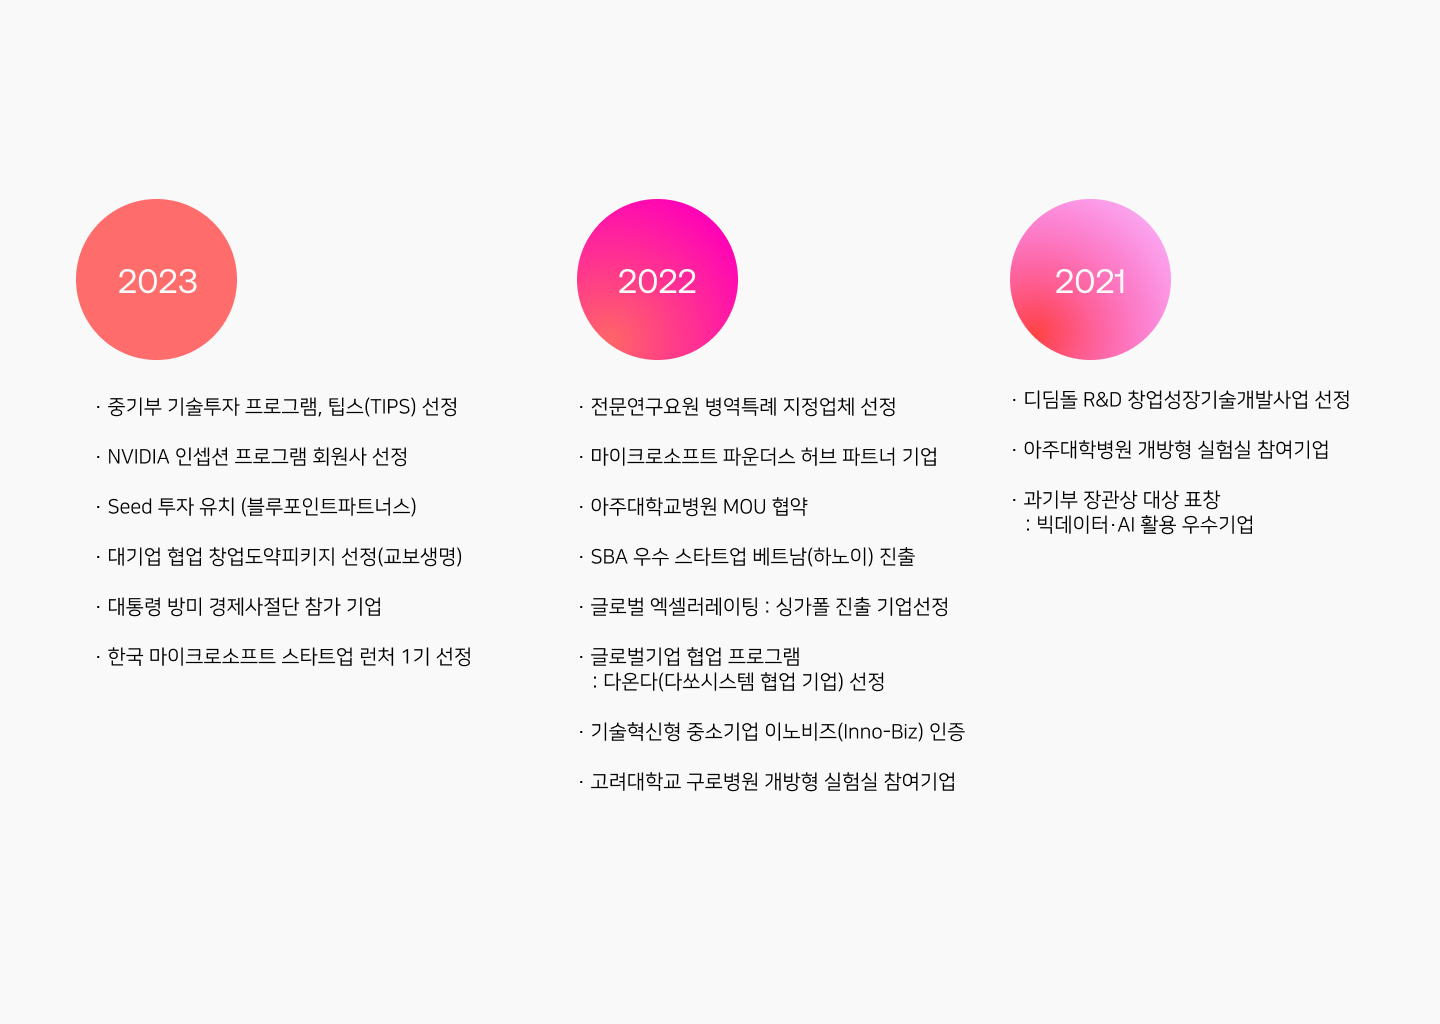 2023
· 중기부 기술투자 프로그램, 팁스(TIPS) 선정
· NVIDIA 인셉션 프로그램 회원사 선정
· Seed 투자 유치 (블루포인트파트너스)
· 대기업 협업 창업도약피키지 선정(교보생명)
· 대통령 방미 경제사절단 참가 기업
· 한국 마이크로소프트 스타트업 런처 1기 선정
2022
· 전문연구요원 병역특례 지정업체 선정
· 마이크로소프트 파운더스 허브 파트너 기업
· 아주대학교병원 MOU 협약
· SBA 우수 스타트업 베트남(하노이) 진출
· 글로벌 엑셀러레이팅 : 싱가폴 진출 기업선정
· 글로벌기업 협업 프로그램
: 다온다(다쏘시스템 협업 기업) 선정
· 기술혁신형 중소기업 이노비즈(Inno-Biz) 인증
· 고려대학교 구로병원 개방형 실험실 참여기업
2021
· 디딤돌 R&D 창업성장기술개발사업 선정
· 아주대학병원 개방형 실험실 참여기업
· 과기부 장관상 대상 표창
: 빅데이터·AI 활용 우수기업